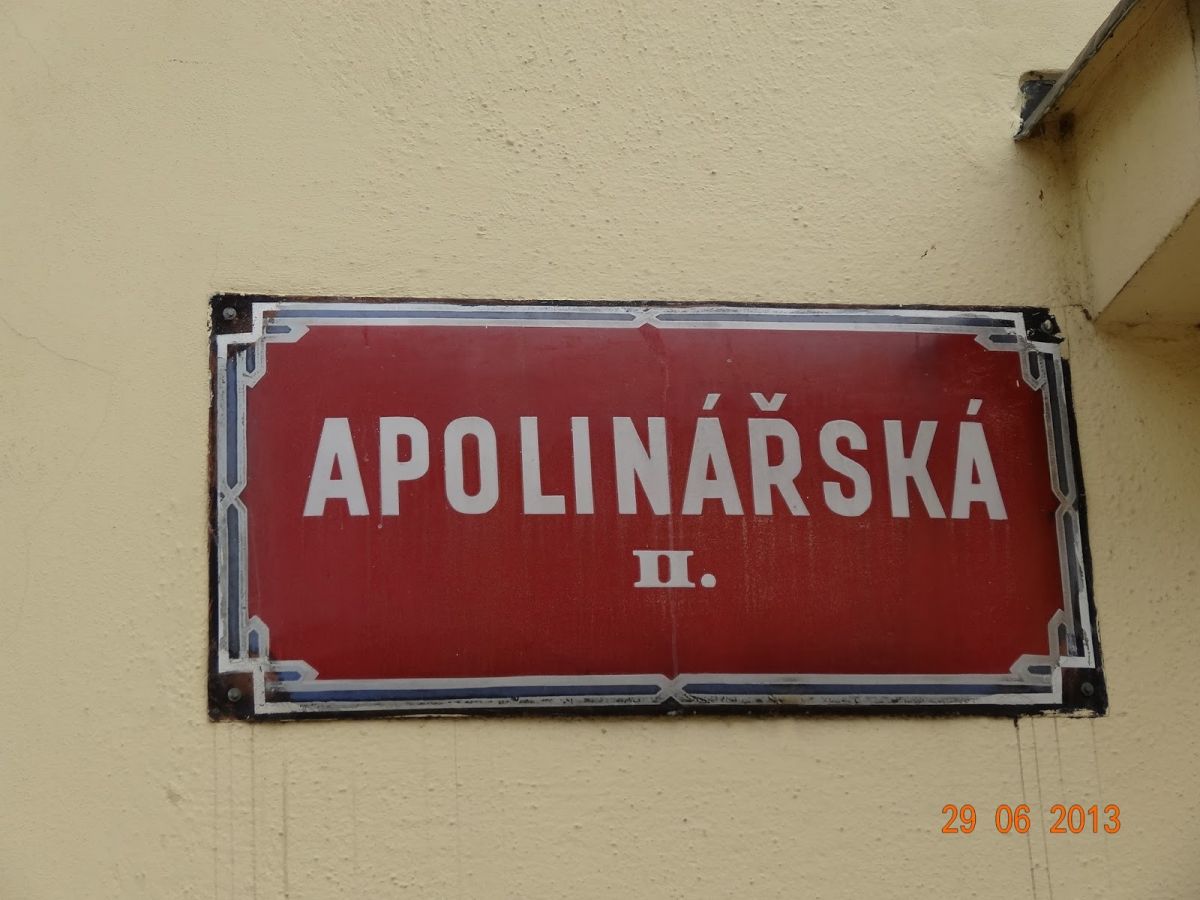 APOLINÁŘSKÁ
II.
29 06 2013